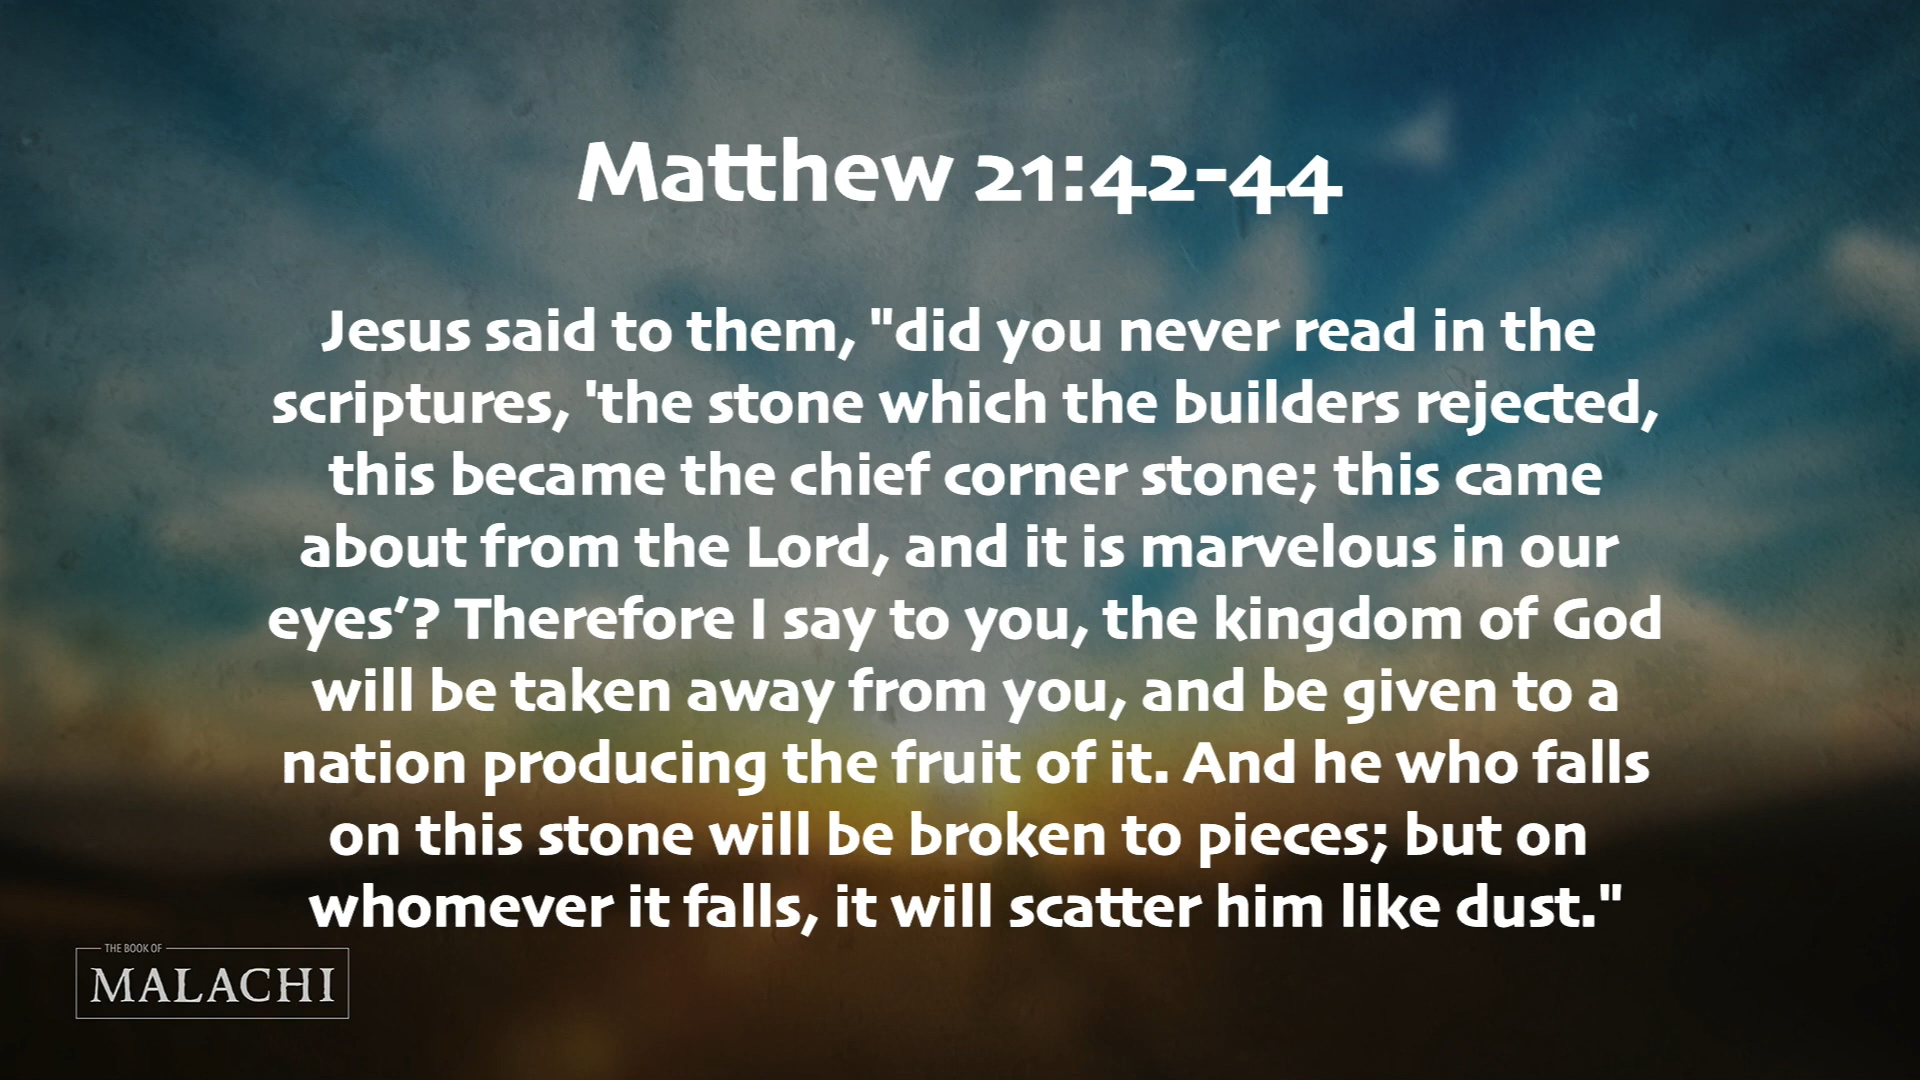 Matthew 21:42-44
Jesus said to them, "did you never read in the
scriptures, 'the stone which the builders rejected,
this became the chief corner stone; this came
about from the Lord, and it is marvelous in our
eyes’? Therefore I say to you, the kingdom of God
will be taken away from you, and be given to a
nation producing the fruit of it. And he who falls
on this stone will be broken to pieces; but on
whomever it falls, it will scatter him like dust."
THE BOOK OF
MALACHI